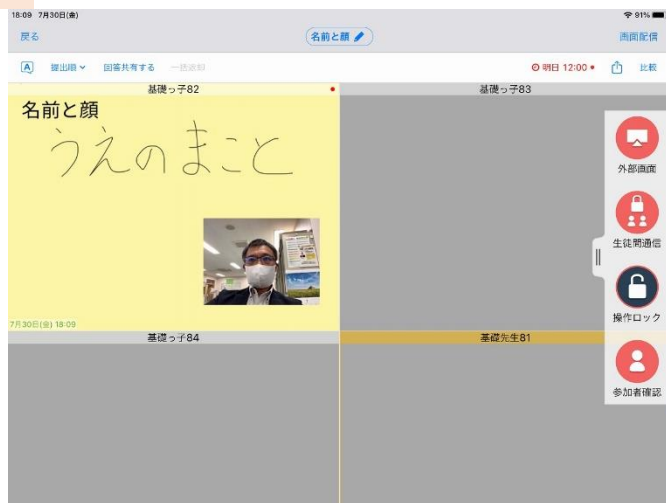 18:09 7月30日(金)
91%
戻る
名前と顔
画面配信
A
提出順
回答共有する
一括返却
明日 12:00
比較
基礎っ子82
基礎っ子83
名前と顔
うえのまこと
7月30日(金) 18:09
外部画面
生徒間通信
操作ロック
参加者確認
基礎っ子84
基礎先生81